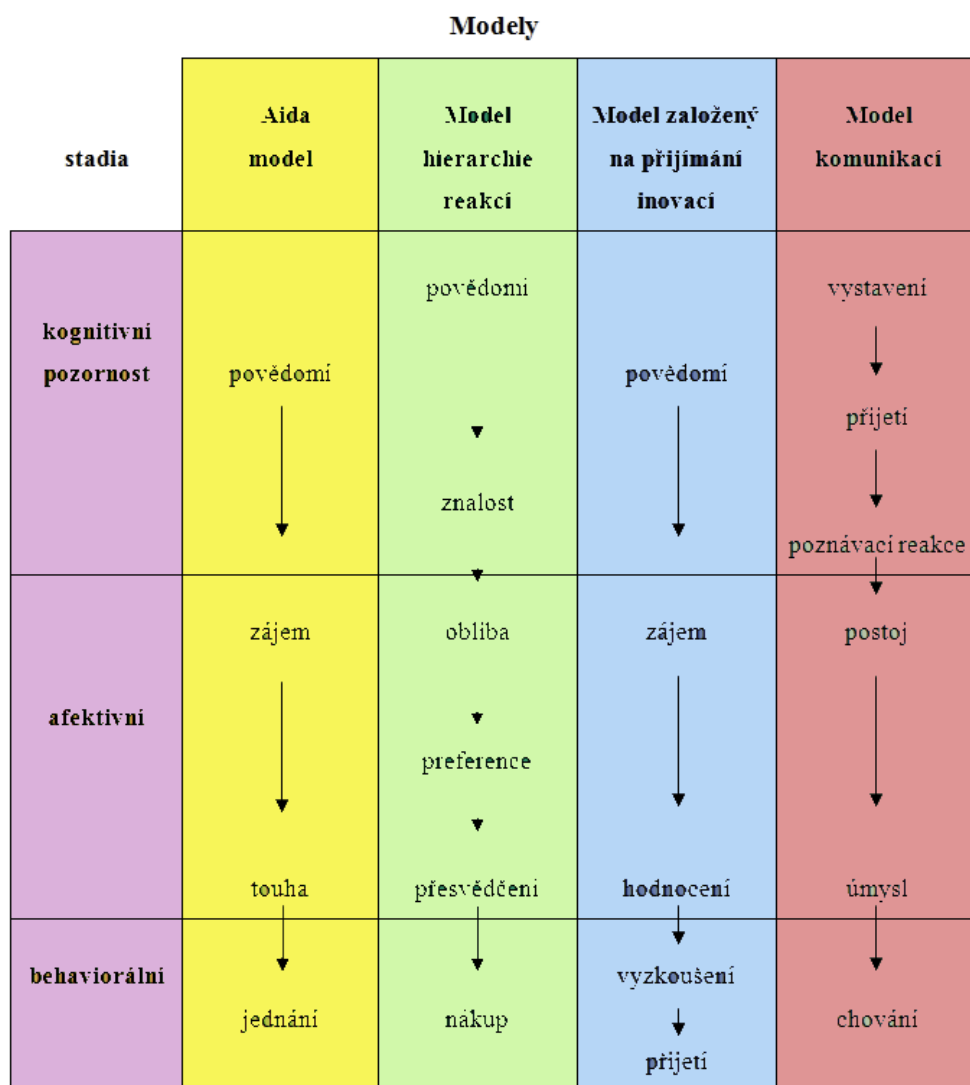 Modely
stadia
Aida
model
Model
hierarchie
reakcí
Model založený
na přijímání
inovací
Model
komunikací
kognitivní
pozornost
povědomí
povědomí
znalost
povědomí
vystavení
přijetí
poznávací reakce
afektivní
zájem
touha
obliba
preference
přesvědčení
zájem
hodnocení
postoj
úmysl
behaviorální
jednání
nákup
vyzkoušení
přijetí
chování